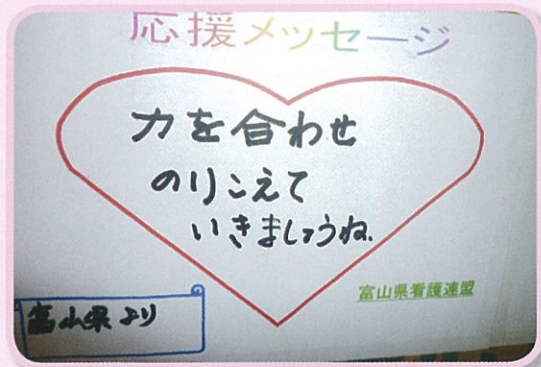 応援メッセージ
力を合わせ
のりこえて
いきましょうね.
富山県看護連盟
富山県より